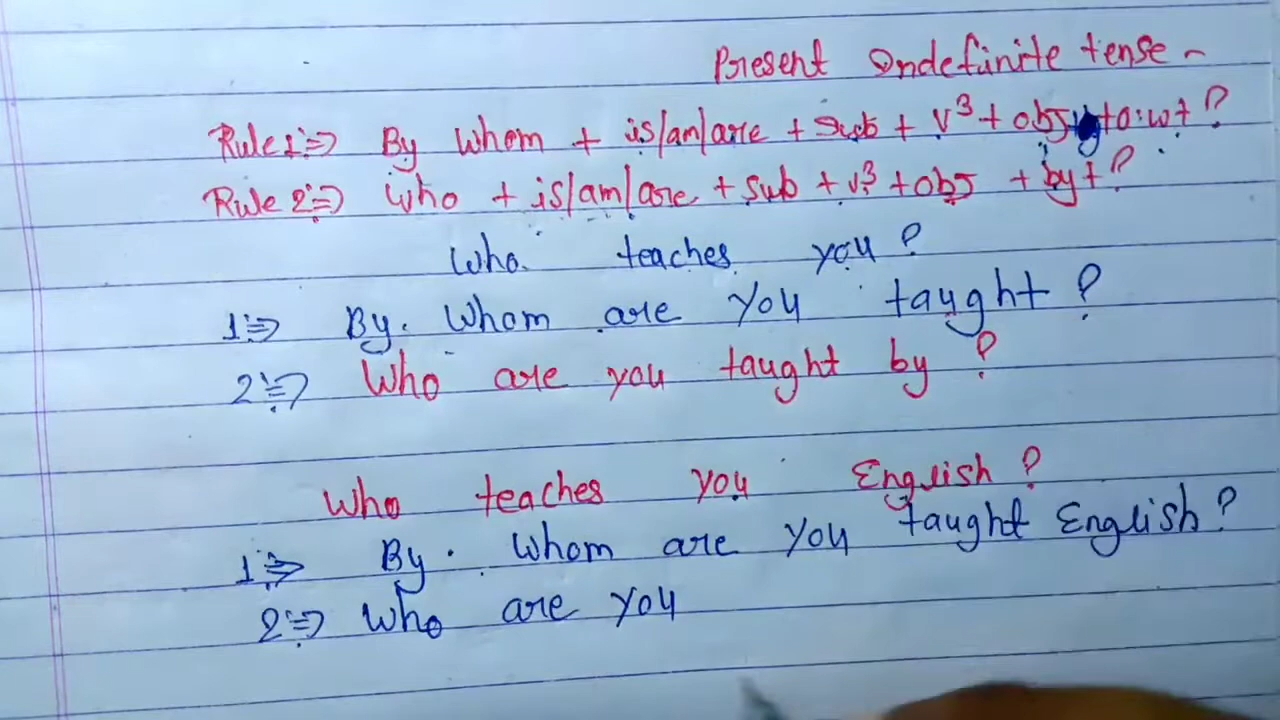 Present Indefinite tense -
Rule 1⇒ By Whom + is/am/are + Sub + V³ + obj + o.wt ?
Rule 2⇒ Who + is/am/are + Sub + V³ + obj + by + ?
Who teaches you ?
1⇒ By Whom are you taught ?
2⇒ Who are you taught by ?
Who teaches you English ?
1⇒ By Whom are you taught English ?
2⇒ Who are you